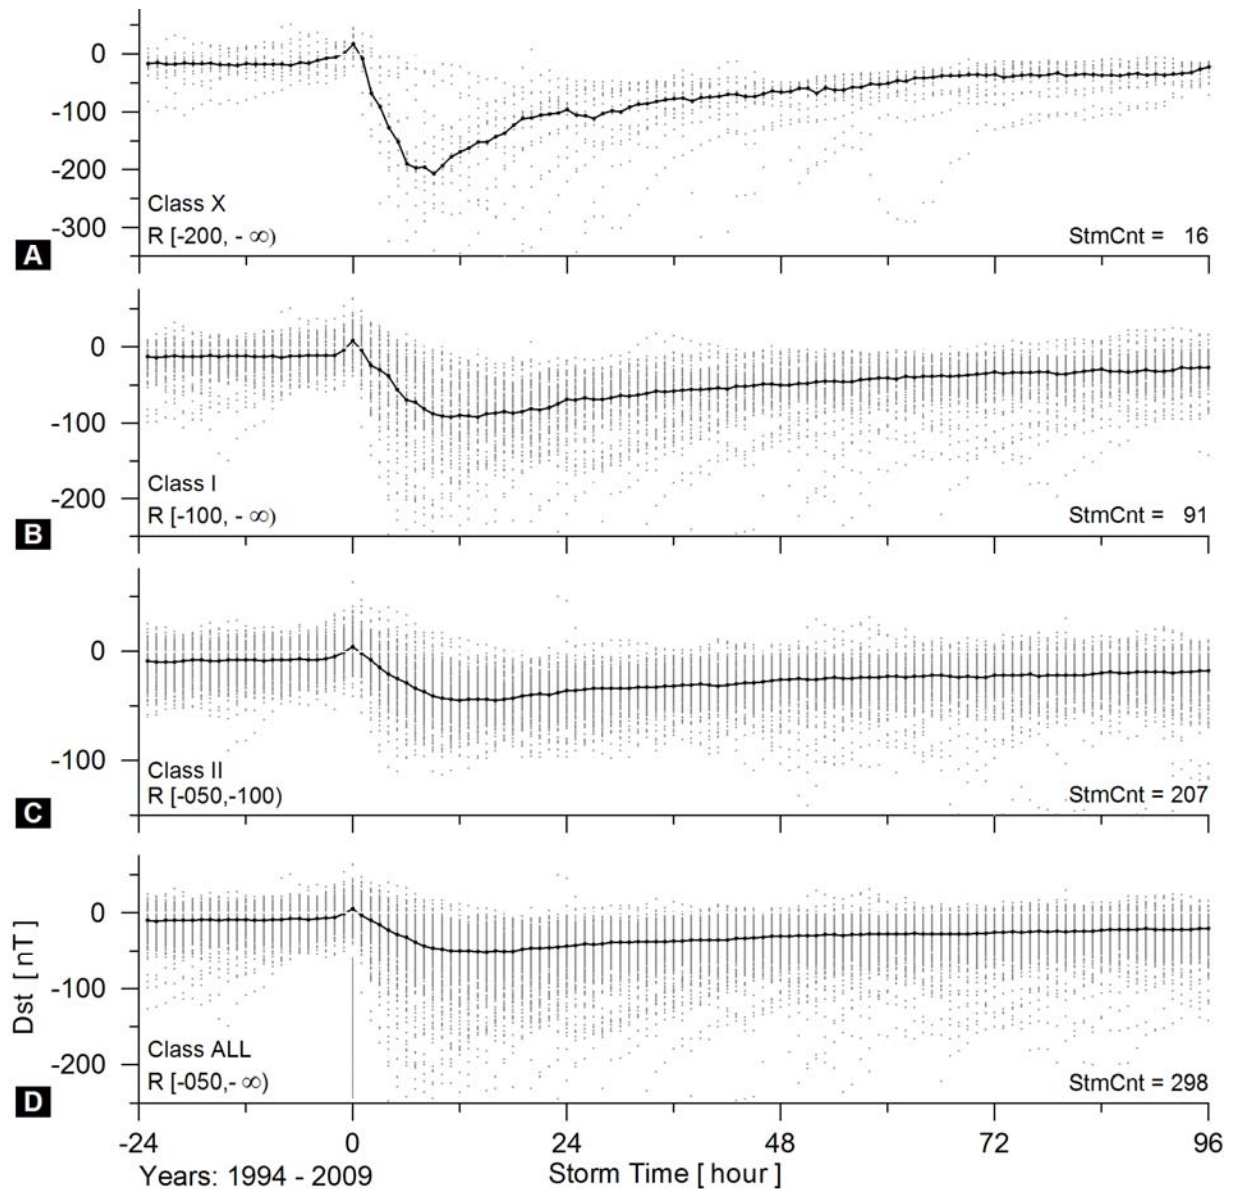 0
-100
-200
-300
Class X
R [-200, - ∞)
StmCnt = 16
A
0
-100
-200
Class I
R [-100, - ∞)
StmCnt = 91
B
0
-100
Class II
R [-050,-100)
StmCnt = 207
C
0
-100
-200
Dst [ nT ]
Class ALL
R [-050,- ∞)
StmCnt = 298
D
-24 0 24 48 72 96
Years: 1994 - 2009 Storm Time [ hour ]